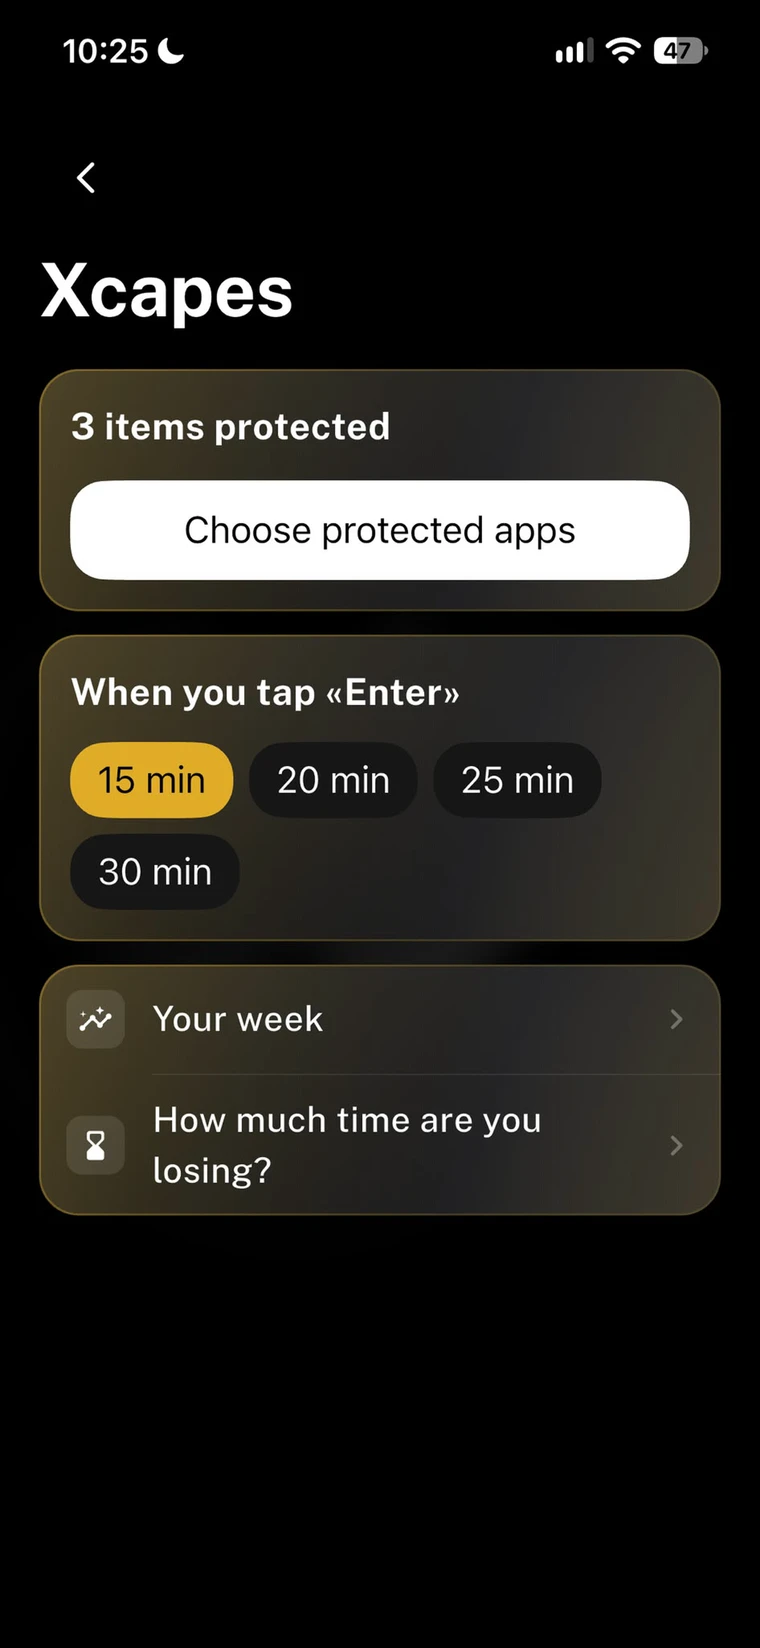 10:25
47
Xcapes
3 items protected
Choose protected apps
When you tap «Enter»
15 min
20 min
25 min
30 min
Your week
How much time are you
losing?